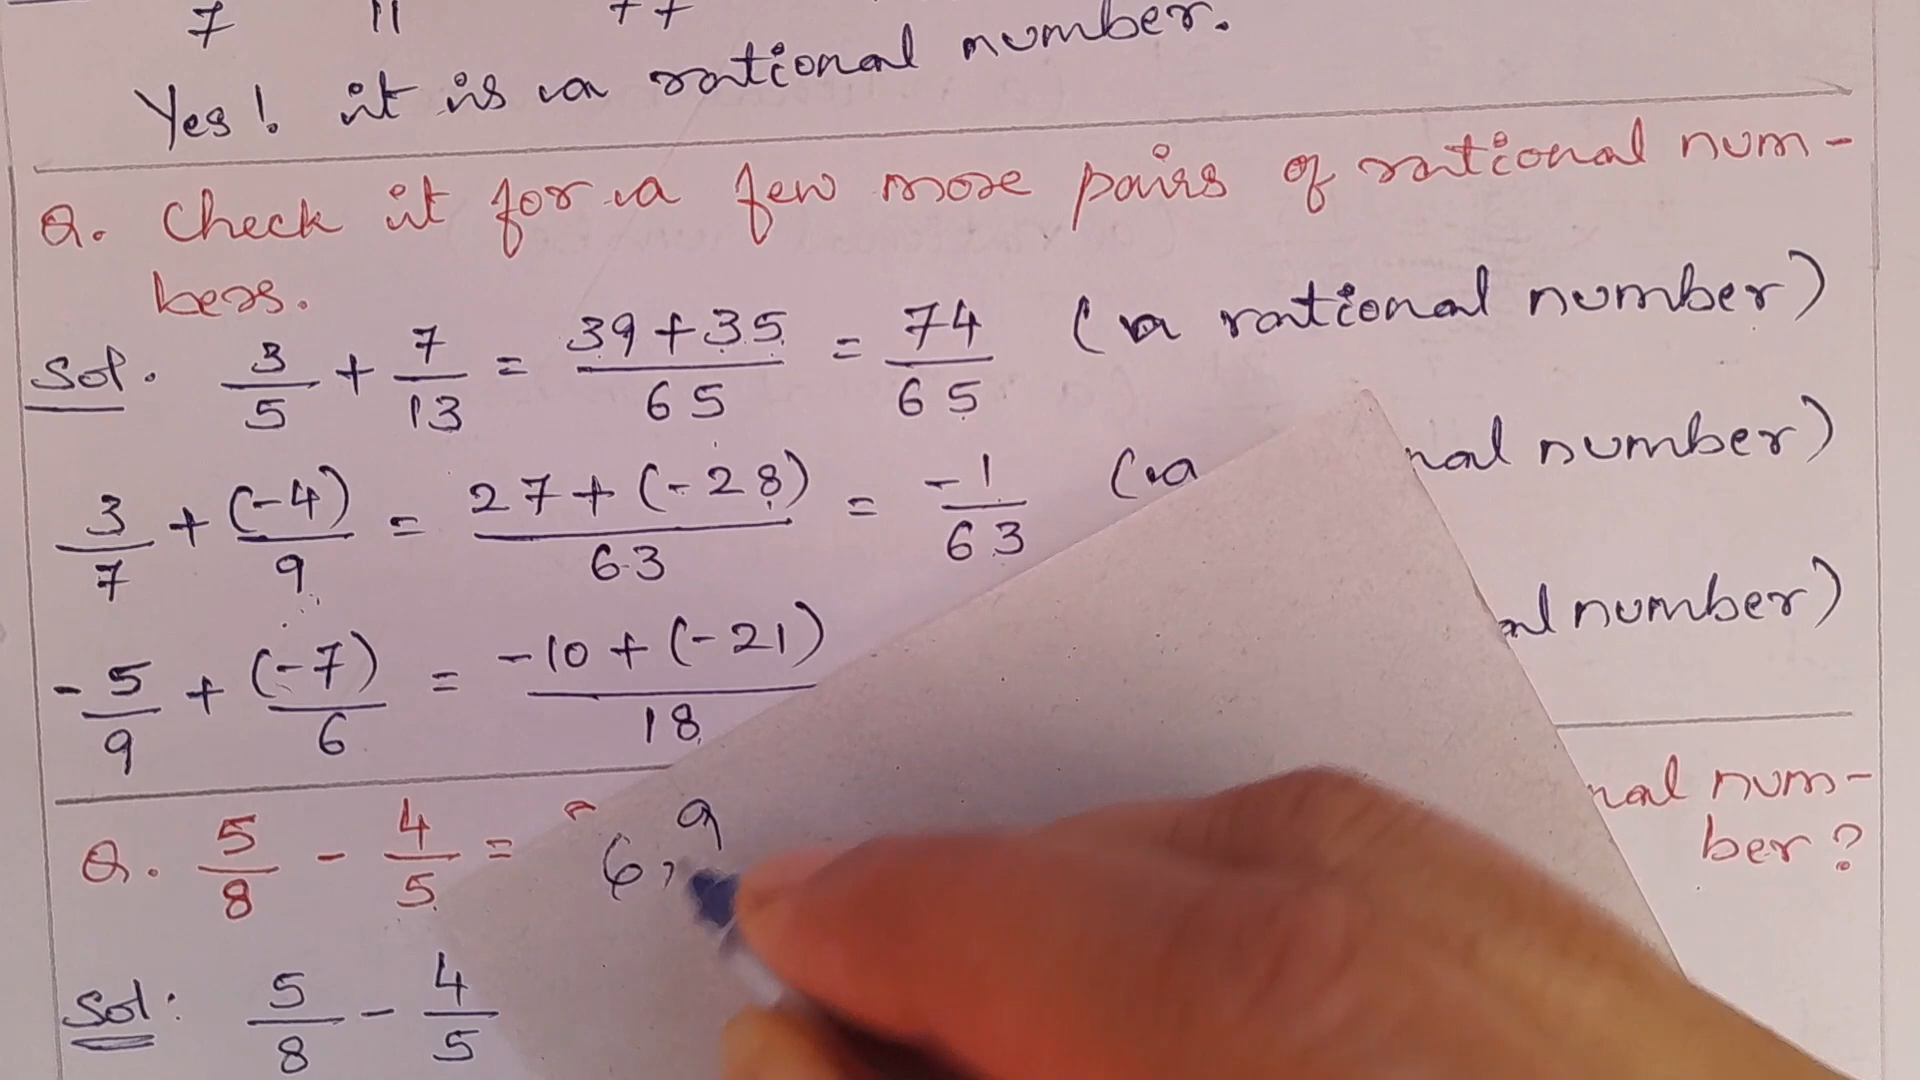 7 11 77
Yes! it is a rational number.
Q. Check it for a few more pairs of rational num-
bers.
Sol. 3/5 + 7/13 = 39+35/65 = 74/65 (a rational number)
3/7 + (-4)/9 = 27+(-28)/63 = -1/63 (a nal number)
-5/9 + (-7)/6 = -10+(-21)/18 al number)
Q. 5/8 - 4/5 = nal num-
ber?
6, 9
Sol: 5/8 - 4/5